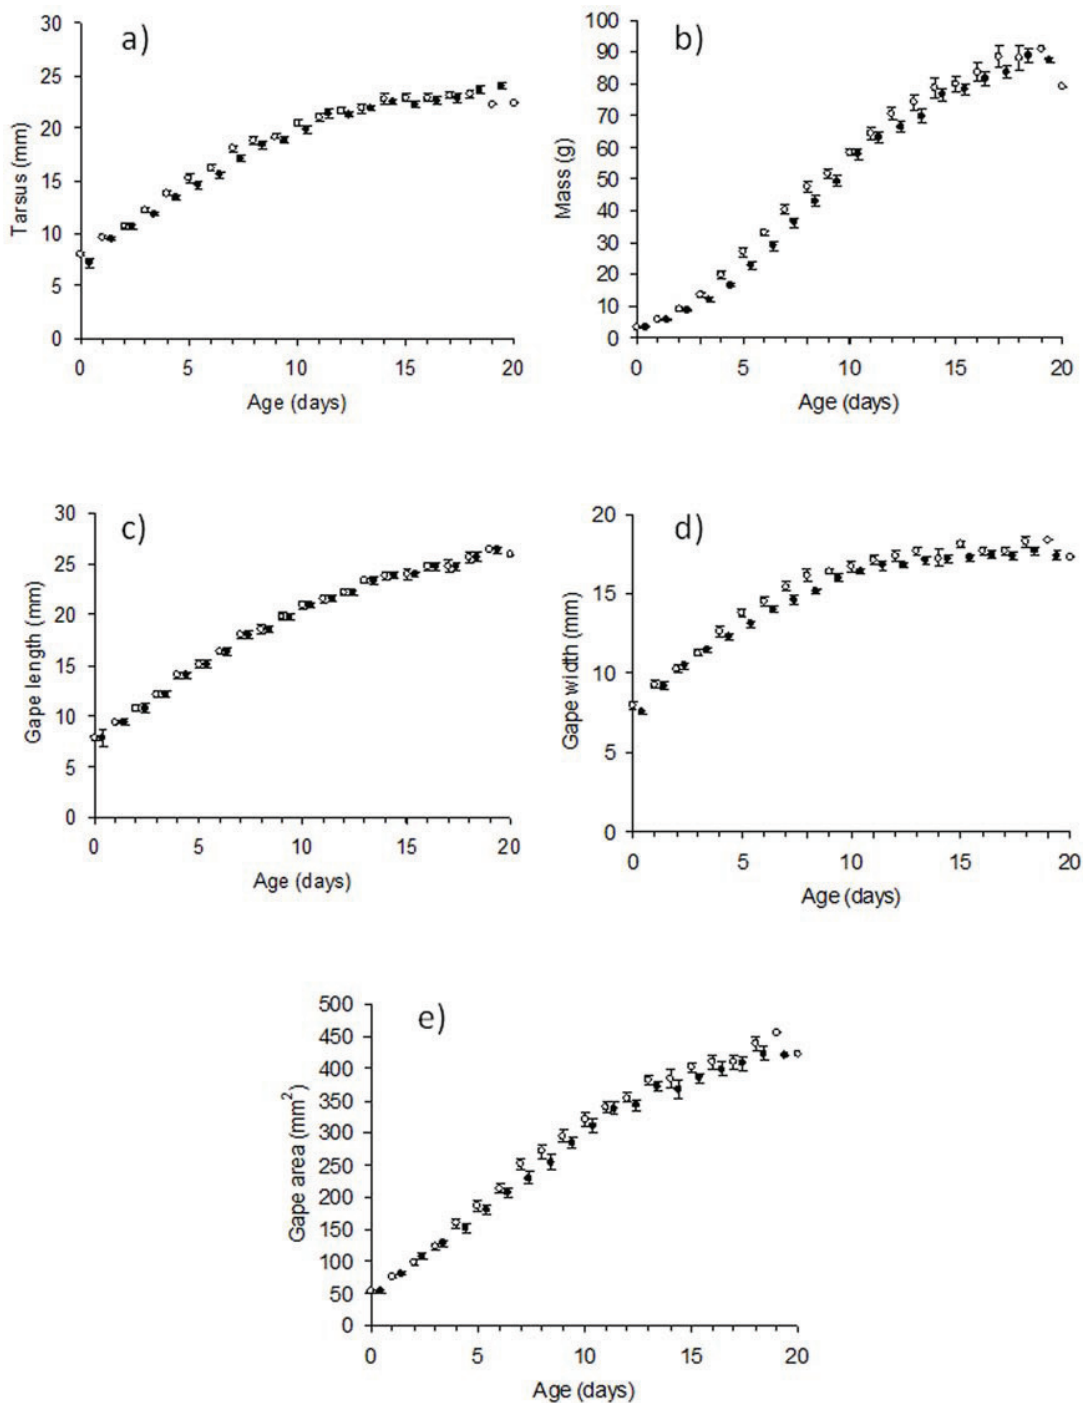 a)
30
25
20
15
10
5
0
Tarsus (mm)
0 5 10 15 20
Age (days)
b)
100
90
80
70
60
50
40
30
20
10
0
Mass (g)
0 5 10 15 20
Age (days)
c)
30
25
20
15
10
5
0
Gape length (mm)
0 5 10 15 20
Age (days)
d)
20
15
10
5
0
Gape width (mm)
0 5 10 15 20
Age (days)
e)
500
450
400
350
300
250
200
150
100
50
0
Gape area (mm²)
0 5 10 15 20
Age (days)